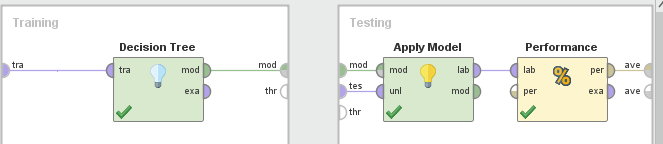 Training
Decision Tree
tra
tra
mod
mod
exa
thr
Testing
Apply Model
Performance
mod
mod
lab
lab
per
ave
tes
unl
mod
per
exa
ave
thr
%